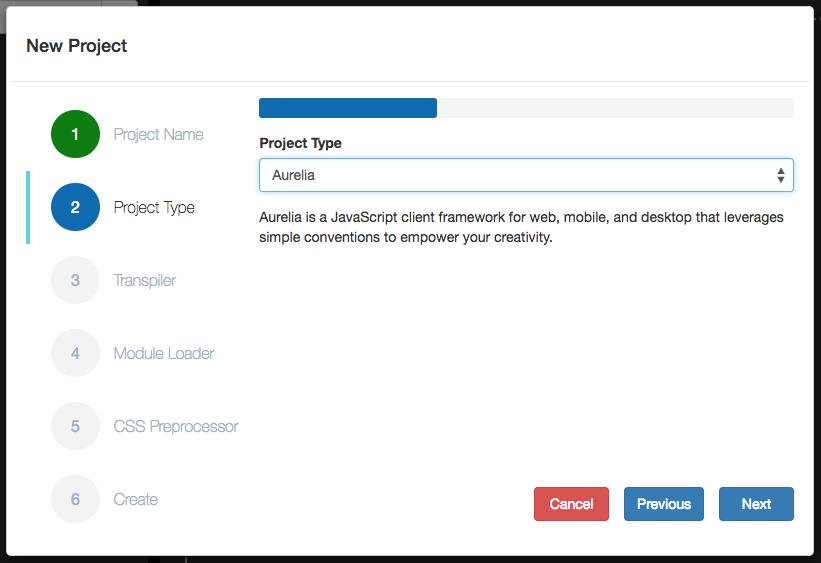 New Project
1 Project Name
2 Project Type
3 Transpiler
4 Module Loader
5 CSS Preprocessor
6 Create
Project Type
Aurelia
Aurelia is a JavaScript client framework for web, mobile, and desktop that leverages
simple conventions to empower your creativity.
Cancel Previous Next